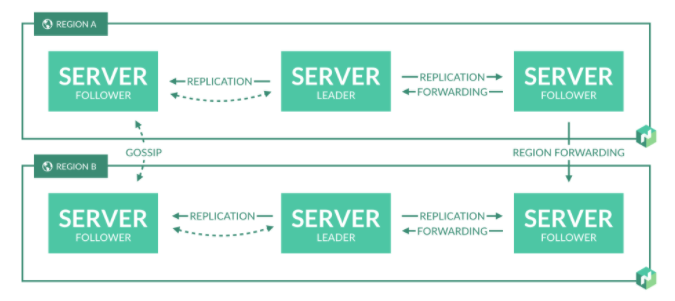 REGION A
SERVER
FOLLOWER
REPLICATION
SERVER
LEADER
REPLICATION
FORWARDING
SERVER
FOLLOWER
GOSSIP
REGION FORWARDING
REGION B
SERVER
FOLLOWER
REPLICATION
SERVER
LEADER
REPLICATION
FORWARDING
SERVER
FOLLOWER